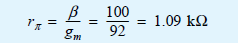 rπ = β/gm = 100/92 = 1.09 kΩ